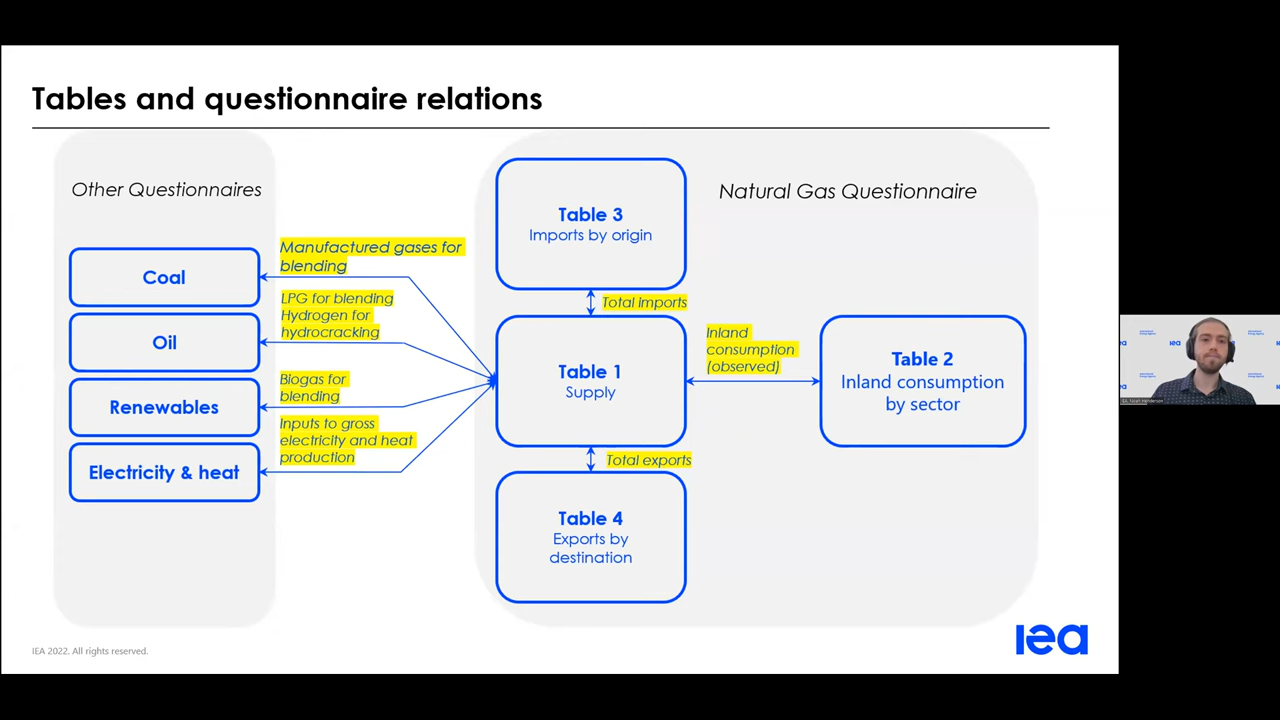 Tables and questionnaire relations
Other Questionnaires
Coal
Oil
Renewables
Electricity & heat
Manufactured gases for
blending
LPG for blending
Hydrogen for
hydrocracking
Biogas for
blending
Inputs to gross
electricity and heat
production
Natural Gas Questionnaire
Table 3
Imports by origin
Total imports
Table 1
Supply
Inland
consumption
(observed)
Table 2
Inland consumption
by sector
Total exports
Table 4
Exports by
destination
IEA 2022. All rights reserved.
iea
iea